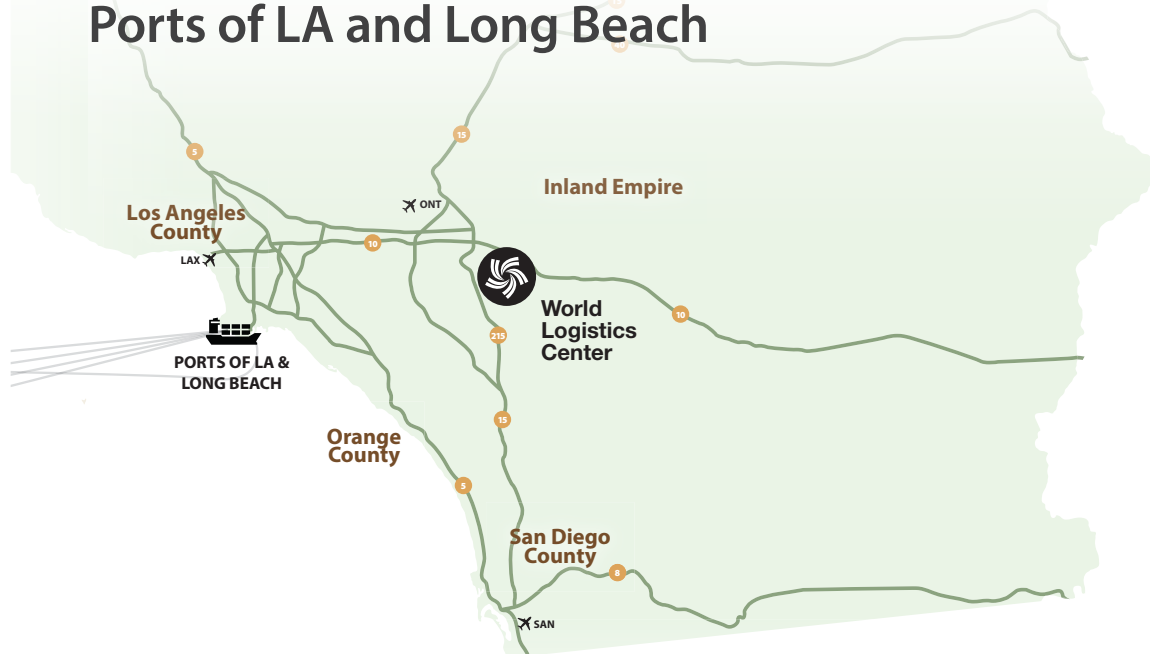 Ports of LA and Long Beach
15
5
Inland Empire
ONT
Los Angeles
County
10
LAX
World
Logistics
Center
10
215
PORTS OF LA &
LONG BEACH
15
Orange
County
5
San Diego
County
8
SAN